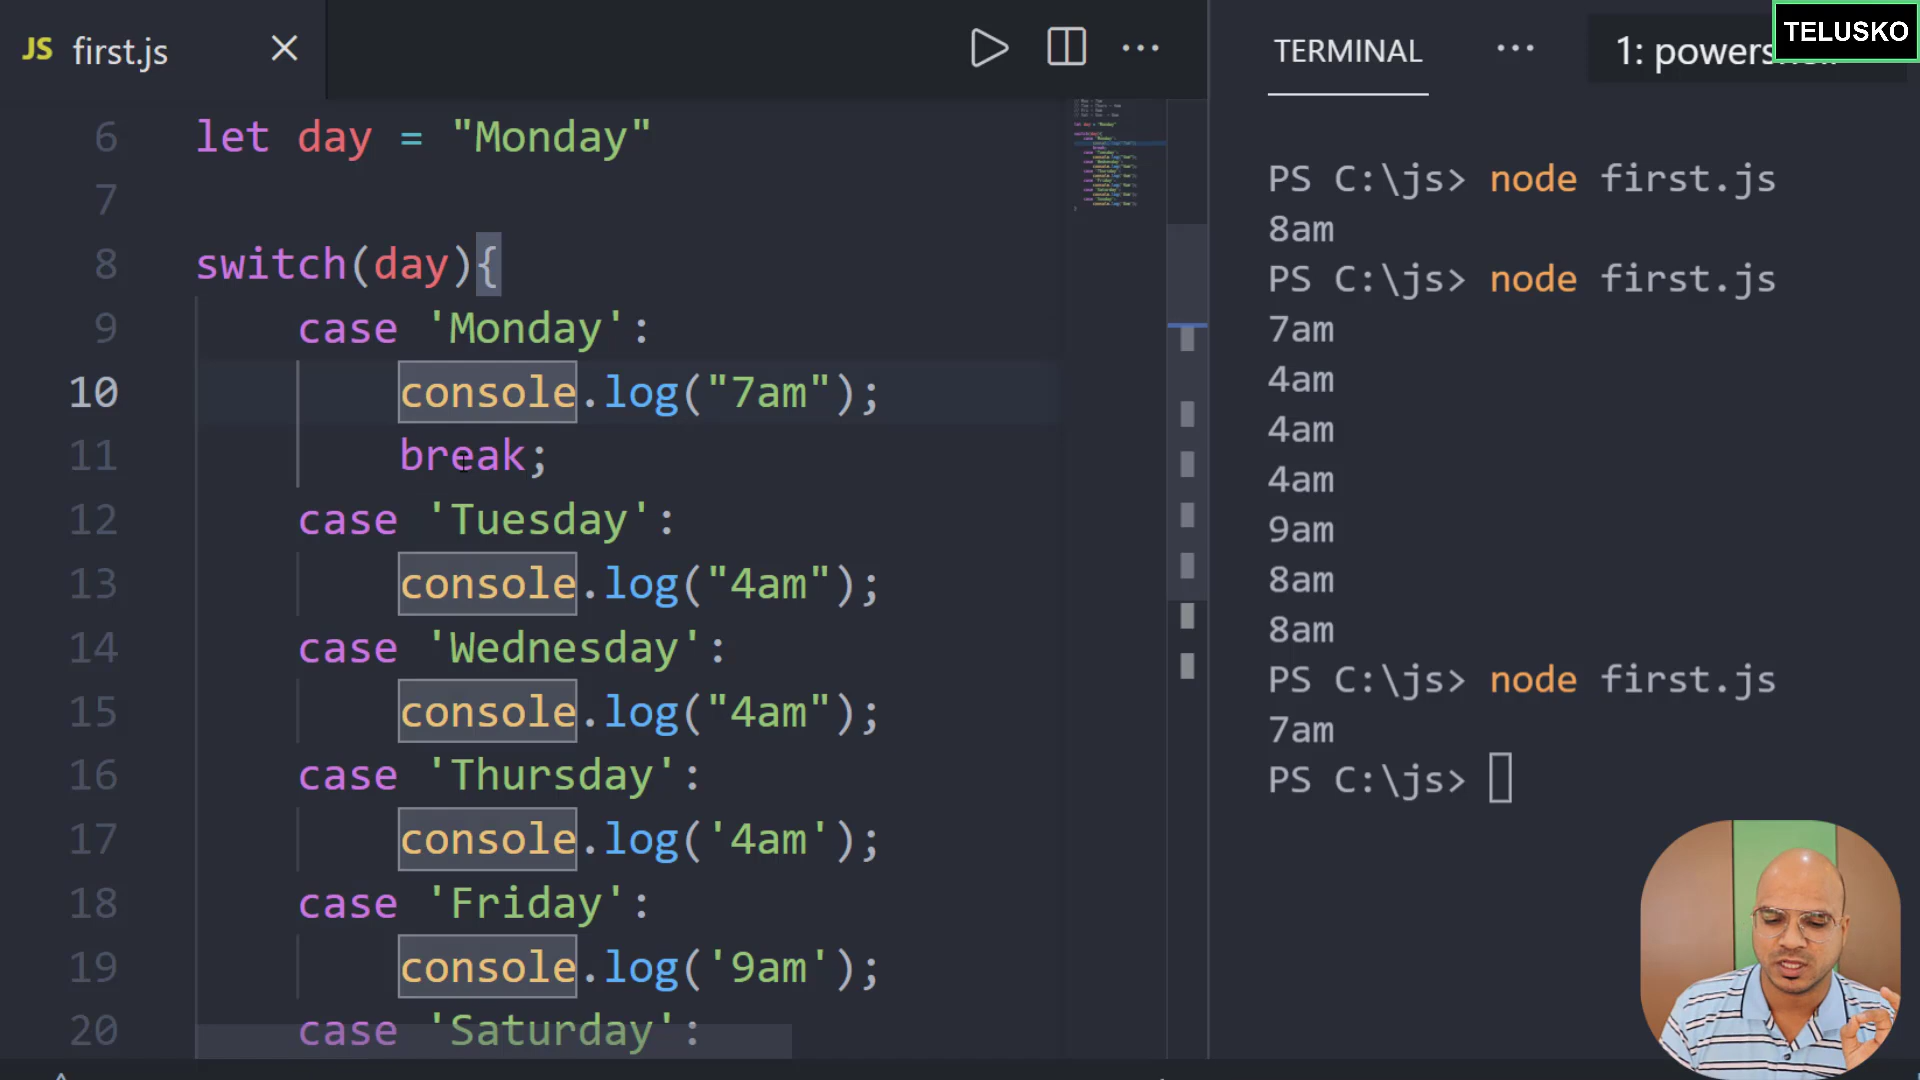 JS first.js
TERMINAL
1: powers
TELUSKO
6 let day = "Monday"
7
8 switch(day){
9 case 'Monday':
10 console.log("7am");
11 break;
12 case 'Tuesday':
13 console.log("4am");
14 case 'Wednesday':
15 console.log("4am");
16 case 'Thursday':
17 console.log('4am');
18 case 'Friday':
19 console.log('9am');
20 case 'Saturday':
PS C:\js> node first.js
8am
PS C:\js> node first.js
7am
4am
4am
4am
9am
8am
8am
PS C:\js> node first.js
7am
PS C:\js>